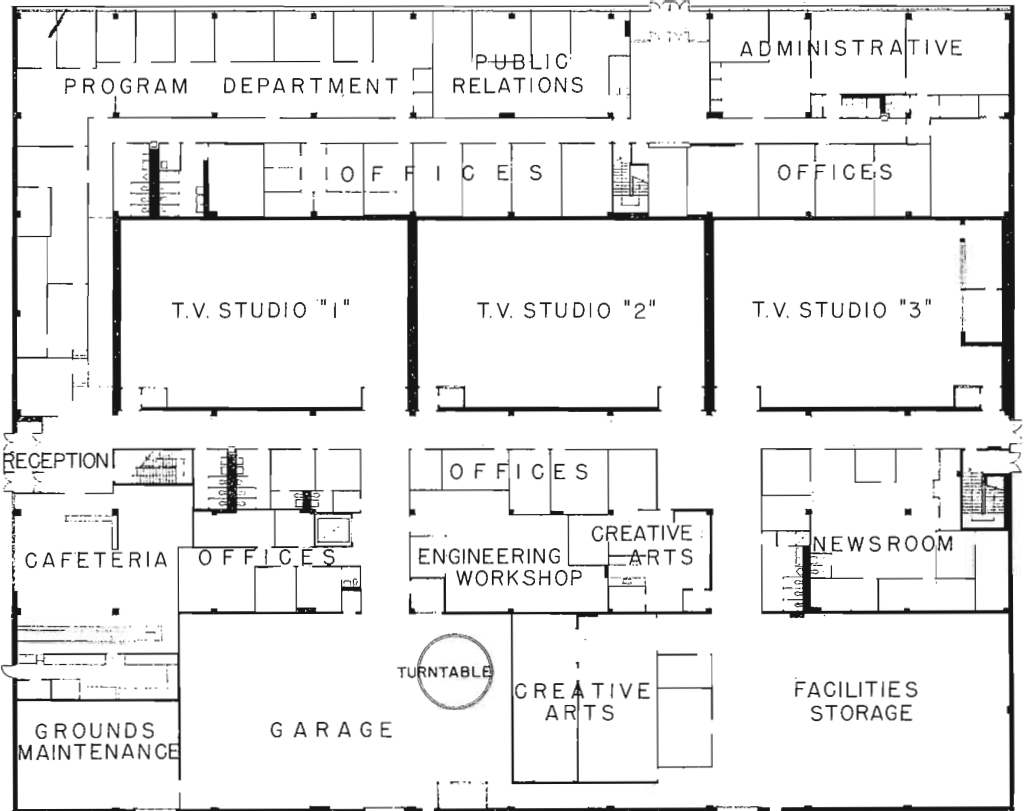 ADMINISTRATIVE
PUBLIC
RELATIONS
PROGRAM DEPARTMENT
OFFICES
OFFICES
T.V. STUDIO "1"
T.V. STUDIO "2"
T.V. STUDIO "3"
RECEPTION
OFFICES
CAFETERIA
OFFICES
ENGINEERING
WORKSHOP
CREATIVE
ARTS
NEWSROOM
TURNTABLE
CREATIVE
ARTS
FACILITIES
STORAGE
GARAGE
GROUNDS
MAINTENANCE